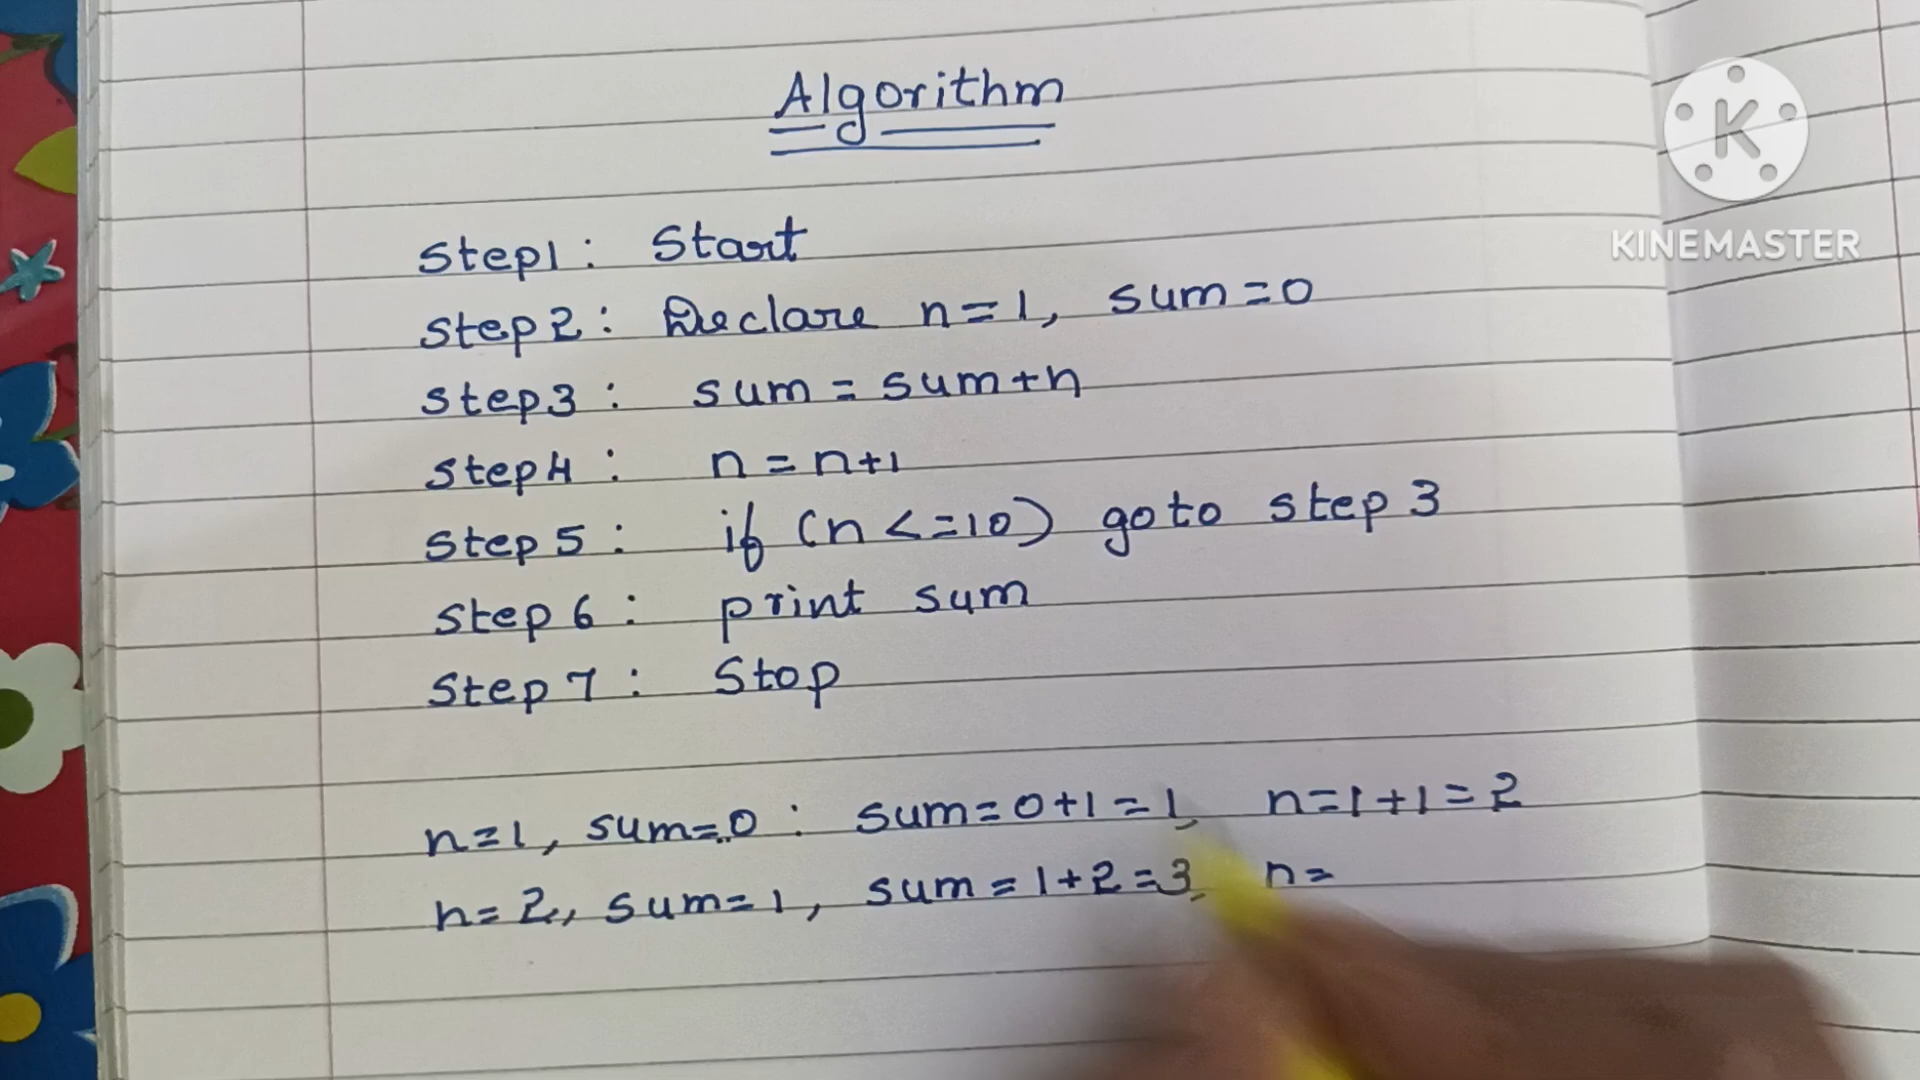 Algorithm
K
KINEMASTER
Step1: Start
Step2: Declare n=1, sum=0
Step3: sum=sum+n
Step4: n=n+1
Step5: if (n<=10) goto step3
Step6: print sum
Step7: Stop
n=1, sum=0: sum=0+1=1, n=1+1=2
n=2, sum=1, sum=1+2=3, n=